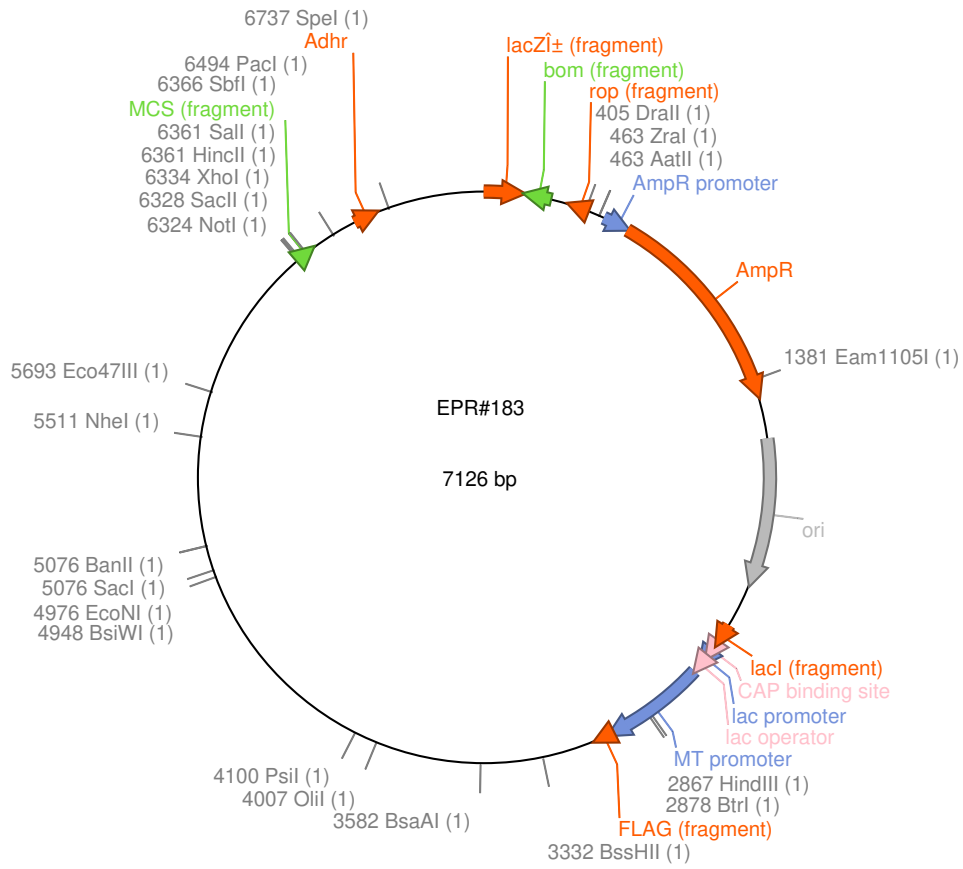 6737 SpeI (1)
Adhr
6494 PacI (1)
6366 SbfI (1)
MCS (fragment)
6361 SalI (1)
6361 HincII (1)
6334 XhoI (1)
6328 SacII (1)
6324 NotI (1)
lacZÎ± (fragment)
bom (fragment)
rop (fragment)
405 DraII (1)
463 ZraI (1)
463 AatII (1)
AmpR promoter
AmpR
1381 Eam1105I (1)
5693 Eco47III (1)
5511 NheI (1)
EPR#183
7126 bp
ori
5076 BanII (1)
5076 SacI (1)
4976 EcoNI (1)
4948 BsiWI (1)
lacI (fragment)
CAP binding site
lac promoter
lac operator
MT promoter
2867 HindIII (1)
2878 BtrI (1)
FLAG (fragment)
3332 BssHII (1)
4100 PsiI (1)
4007 OliI (1)
3582 BsaAI (1)